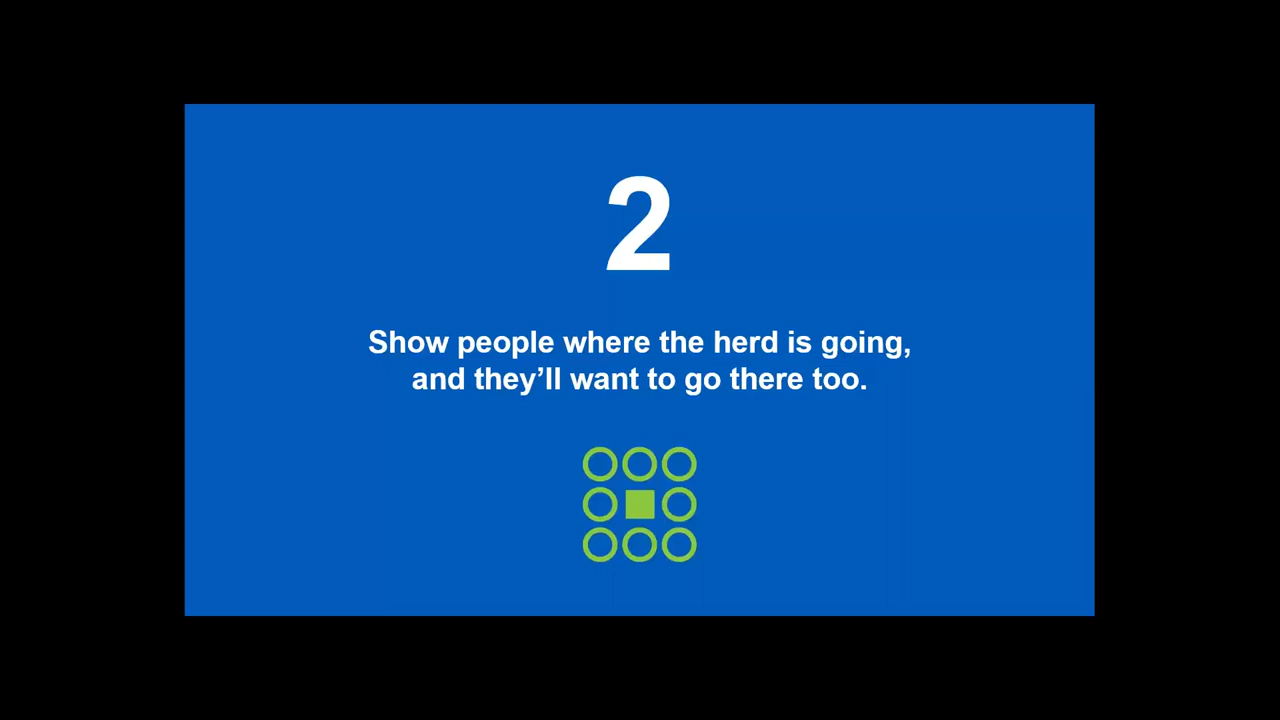 2
Show people where the herd is going,
and they’ll want to go there too.